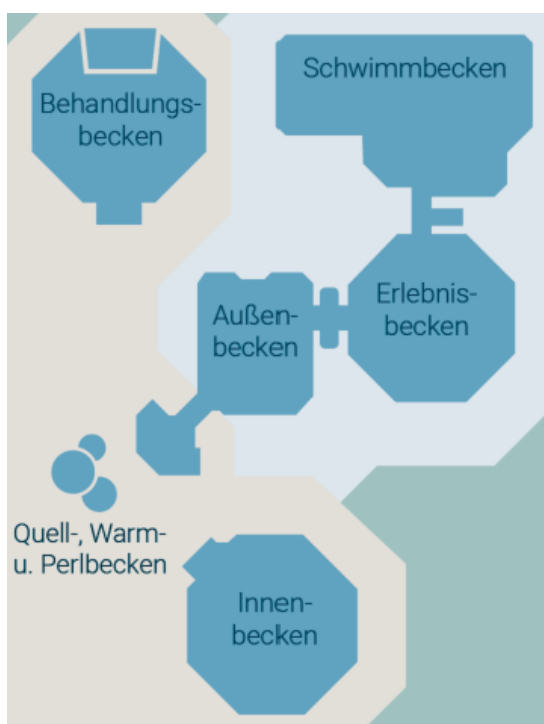 Behandlungs-
becken
Schwimmbecken
Außen-
becken
Erlebnis-
becken
Quell-, Warm-
u. Perlbecken
Innen-
becken